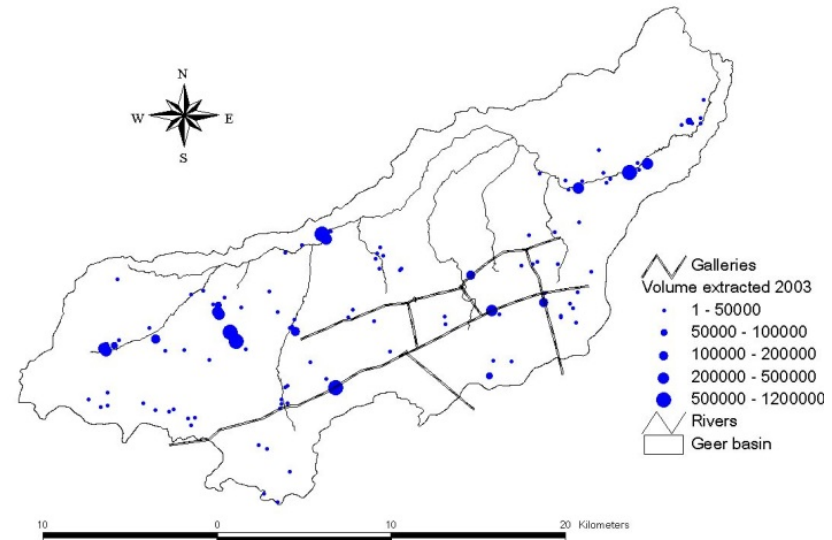 N
W E
S
Galleries
Volume extracted 2003
1 - 50000
50000 - 100000
100000 - 200000
200000 - 500000
500000 - 1200000
Rivers
Geer basin
10 0 10 20 Kilometers